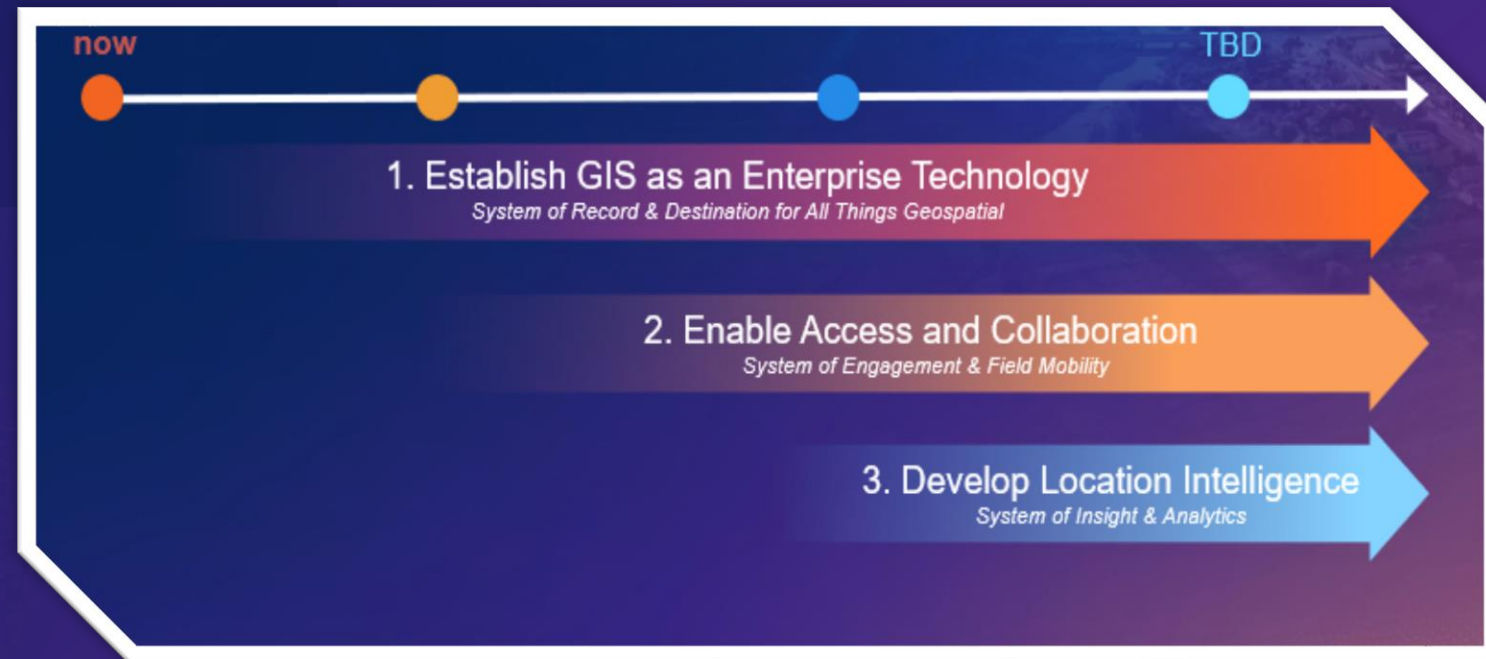 now
TBD
1. Establish GIS as an Enterprise Technology
System of Record & Destination for All Things Geospatial
2. Enable Access and Collaboration
System of Engagement & Field Mobility
3. Develop Location Intelligence
System of Insight & Analytics